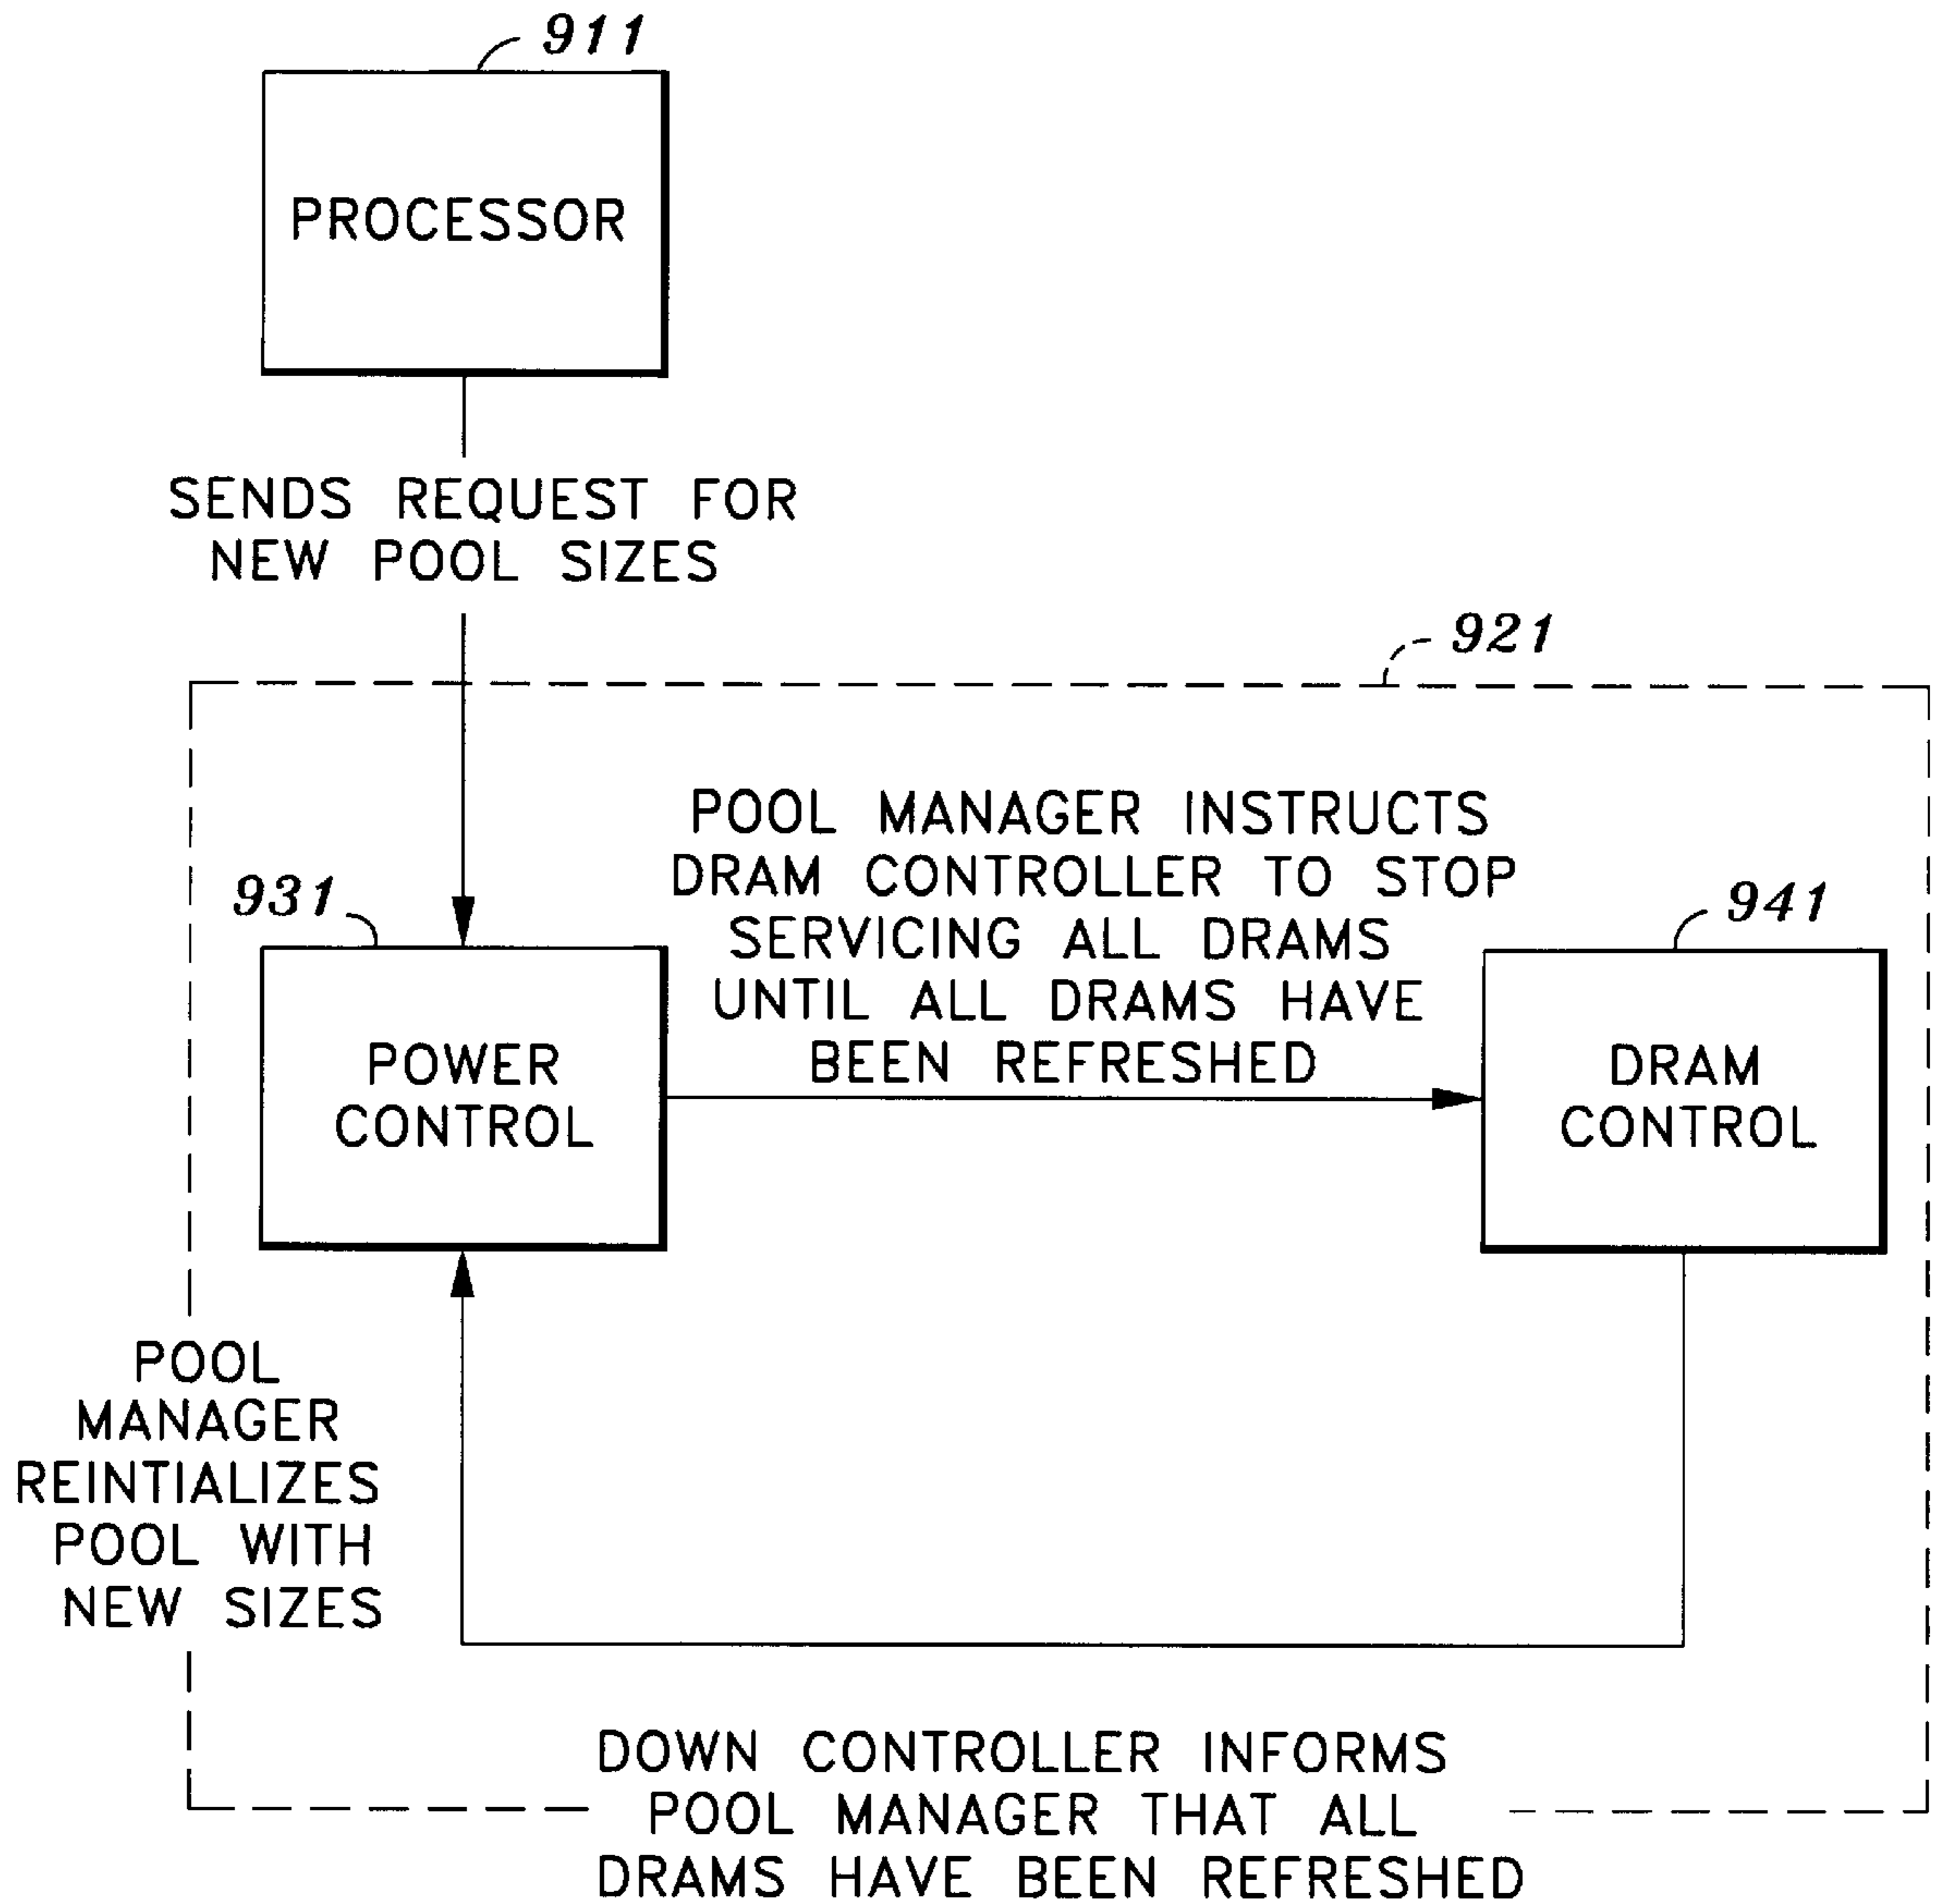 911
PROCESSOR
SENDS REQUEST FOR
NEW POOL SIZES
921
POOL MANAGER INSTRUCTS
DRAM CONTROLLER TO STOP
SERVICING ALL DRAMS
UNTIL ALL DRAMS HAVE
BEEN REFRESHED
931
POWER
CONTROL
941
DRAM
CONTROL
POOL
MANAGER
REINTIALIZES
POOL WITH
NEW SIZES
DOWN CONTROLLER INFORMS
POOL MANAGER THAT ALL
DRAMS HAVE BEEN REFRESHED